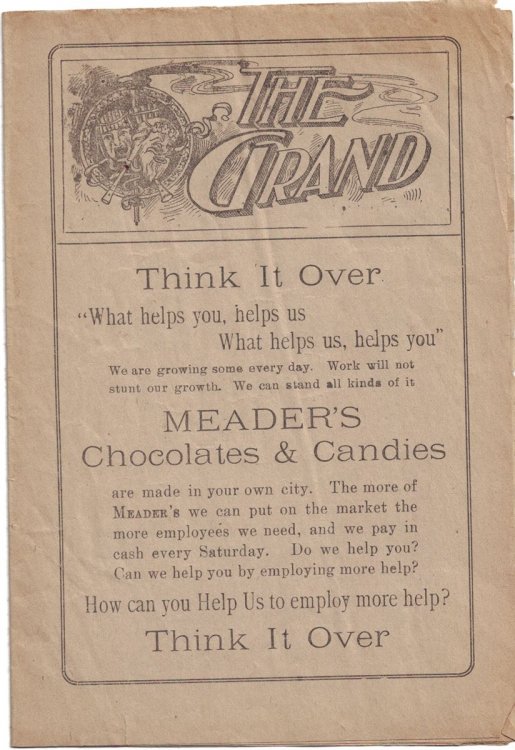 THE
GRAND
Think It Over
“What helps you, helps us
What helps us, helps you”
We are growing some every day. Work will not
stunt our growth. We can stand all kinds of it
MEADER'S
Chocolates & Candies
are made in your own city. The more of
MEADER'S we can put on the market the
more employees we need, and we pay in
cash every Saturday. Do we help you?
Can we help you by employing more help?
How can you Help Us to employ more help?
Think It Over